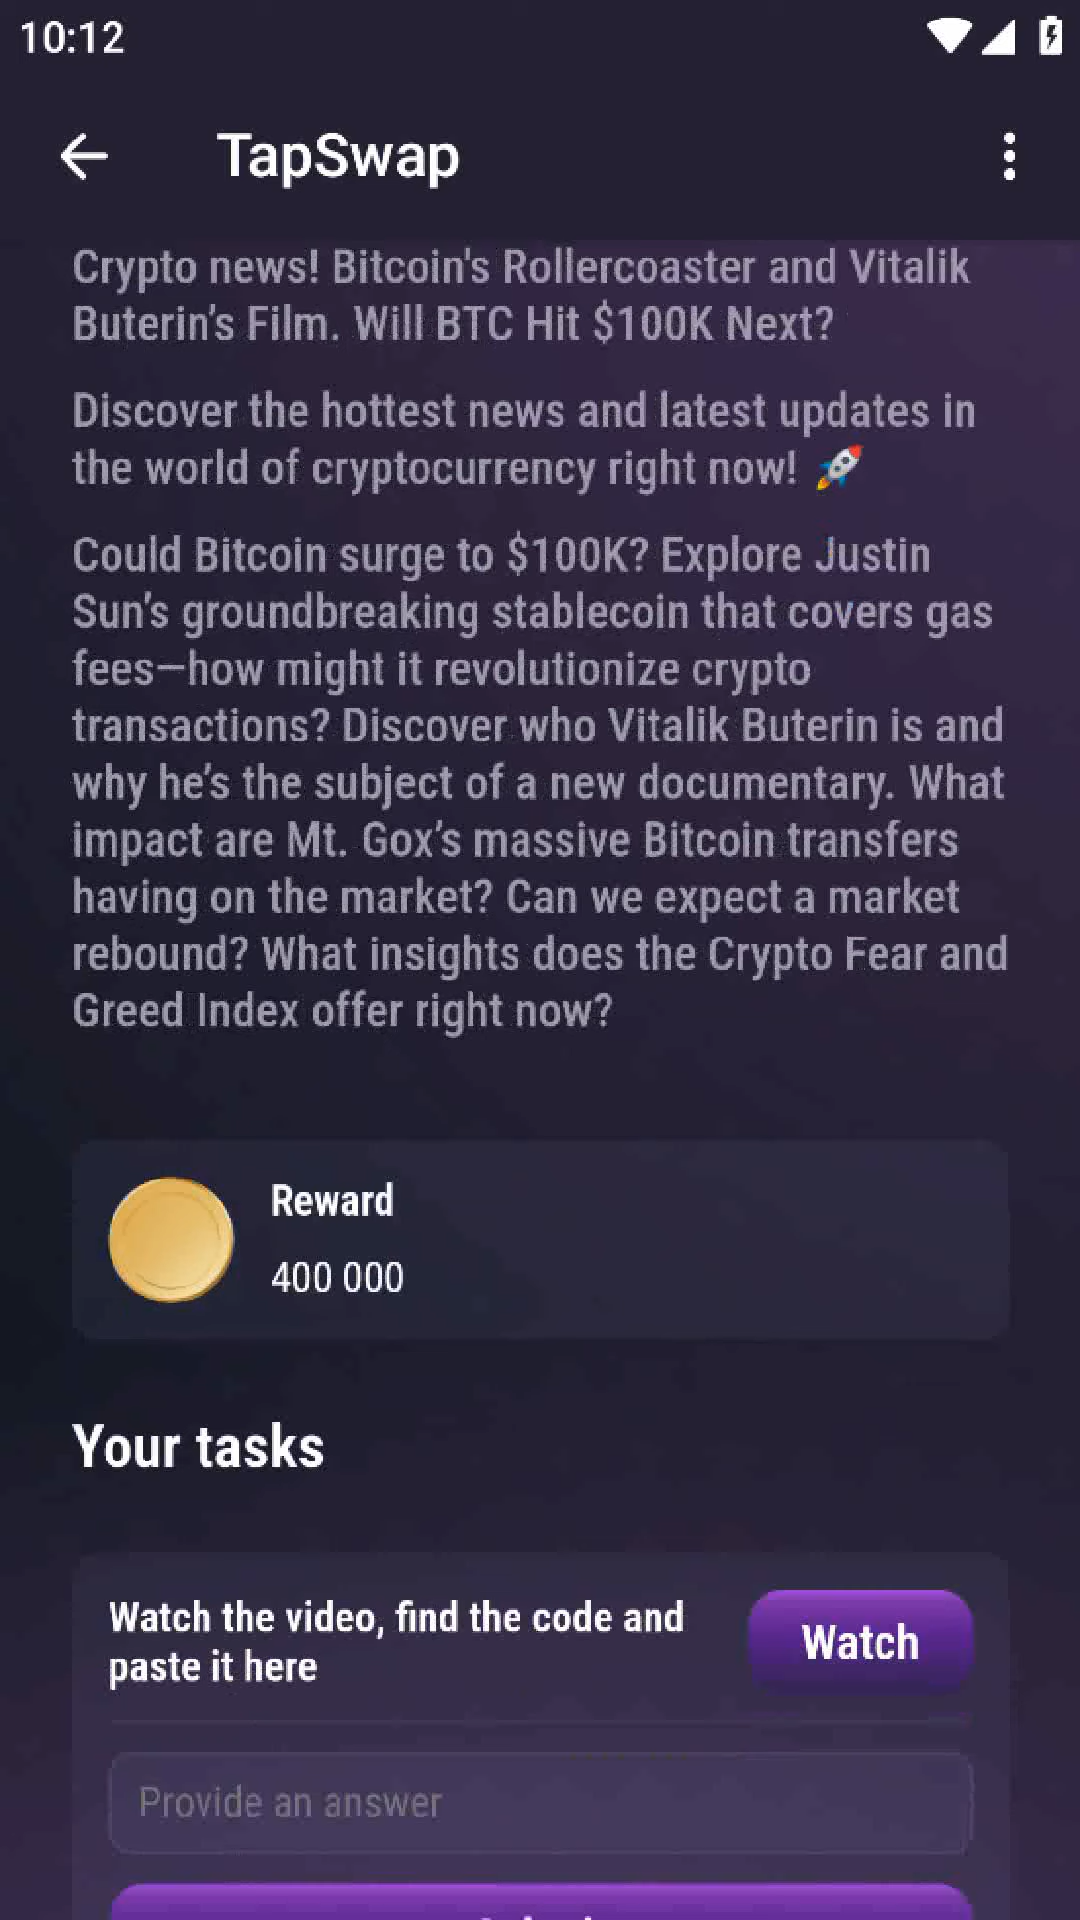 10:12
TapSwap
Crypto news! Bitcoin's Rollercoaster and Vitalik
Buterin's Film. Will BTC Hit $100K Next?
Discover the hottest news and latest updates in
the world of cryptocurrency right now! 🚀
Could Bitcoin surge to $100K? Explore Justin
Sun's groundbreaking stablecoin that covers gas
fees—how might it revolutionize crypto
transactions? Discover who Vitalik Buterin is and
why he's the subject of a new documentary. What
impact are Mt. Gox's massive Bitcoin transfers
having on the market? Can we expect a market
rebound? What insights does the Crypto Fear and
Greed Index offer right now?
Reward
400 000
Your tasks
Watch the video, find the code and
paste it here
Watch
Provide an answer